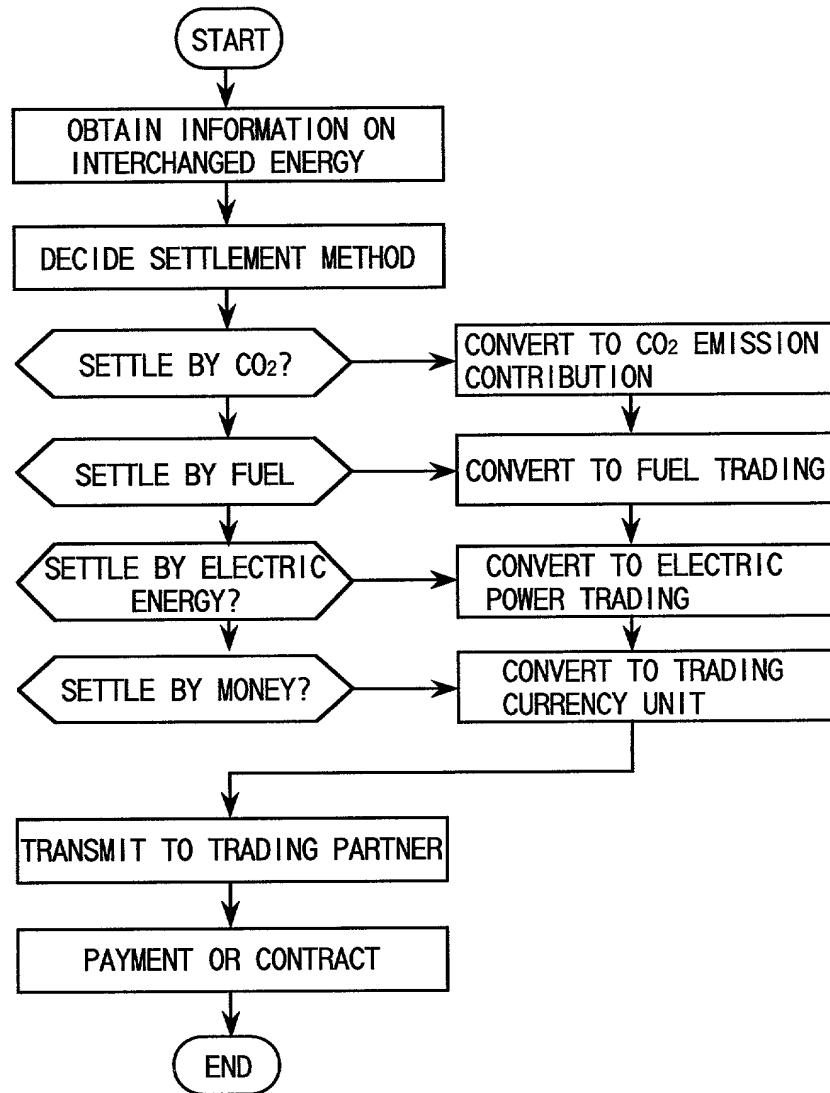 START
OBTAIN INFORMATION ON
INTERCHANGED ENERGY
DECIDE SETTLEMENT METHOD
SETTLE BY CO₂?
CONVERT TO CO₂ EMISSION
CONTRIBUTION
SETTLE BY FUEL
CONVERT TO FUEL TRADING
SETTLE BY ELECTRIC
ENERGY?
CONVERT TO ELECTRIC
POWER TRADING
SETTLE BY MONEY?
CONVERT TO TRADING
CURRENCY UNIT
TRANSMIT TO TRADING PARTNER
PAYMENT OR CONTRACT
END